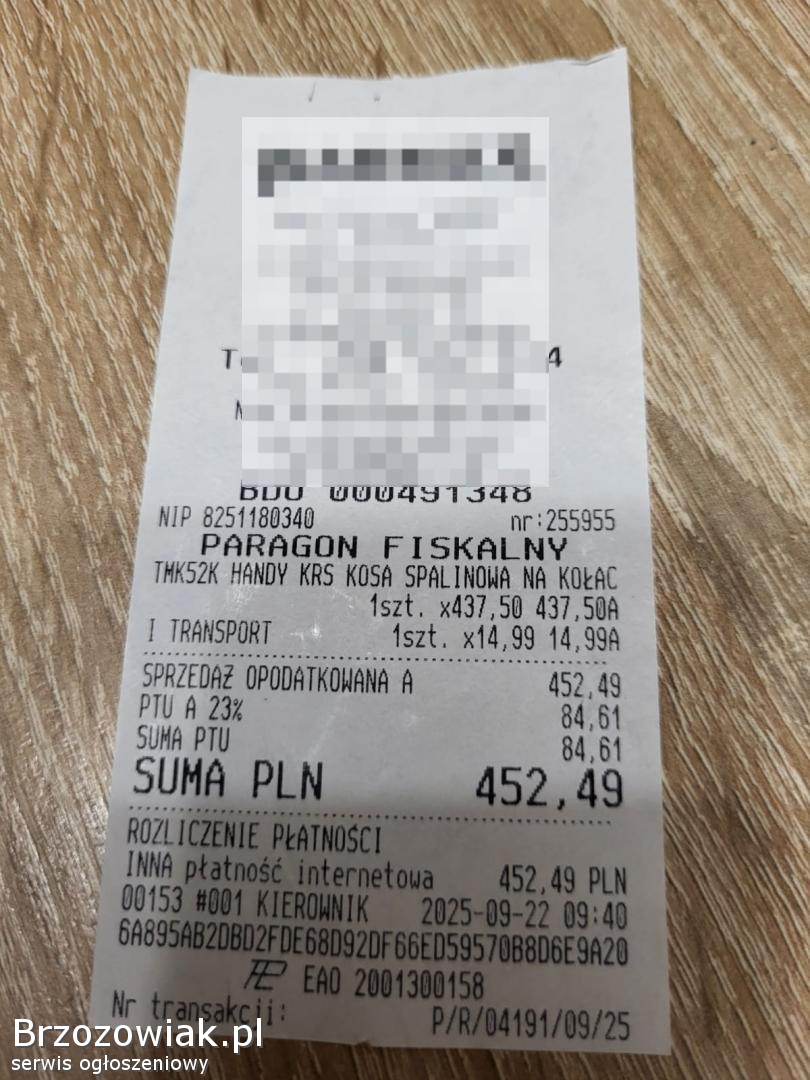 BDO 000491348
NIP 8251180340 nr:255955
PARAGON FISKALNY
TMK52K HANDY KRS KOSA SPALINOWA NA KOŁAC
1szt. x437,50 437,50A
I TRANSPORT 1szt. x14,99 14,99A
SPRZEDAŻ OPODATKOWANA A 452,49
PTU A 23% 84,61
SUMA PTU 84,61
SUMA PLN 452,49
ROZLICZENIE PŁATNOŚCI
INNA płatność internetowa 452,49 PLN
00153 #001 KIEROWNIK 2025-09-22 09:40
6A895AB2DBD2FDE68D92DF66ED59570B8D6E9A20
EAO 2001300158
Nr transakcji: P/R/04191/09/25
Brzozowiak.pl
serwis ogłoszeniowy